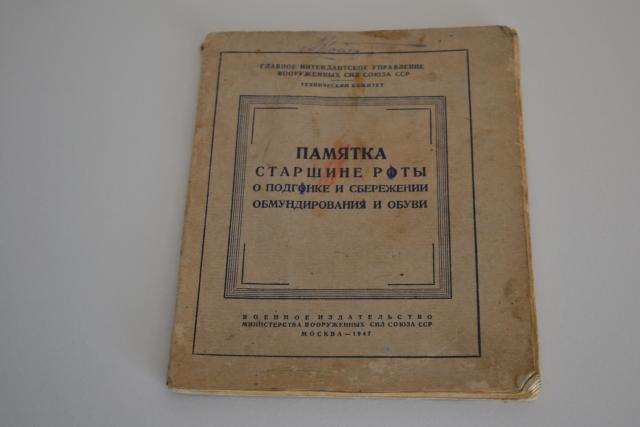 ГЛАВНОЕ ИНТЕНДАНТСКОЕ УПРАВЛЕНИЕ
ВООРУЖЕННЫХ СИЛ СОЮЗА ССР
ТЕХНИЧЕСКИЙ КОМИТЕТ
ПАМЯТКА
СТАРШИНЕ РОТЫ
О ПОДГОНКЕ И СБЕРЕЖЕНИИ
ОБМУНДИРОВАНИЯ И ОБУВИ
ВОЕННОЕ ИЗДАТЕЛЬСТВО
МИНИСТЕРСТВА ВООРУЖЕННЫХ СИЛ СОЮЗА ССР
МОСКВА — 1947